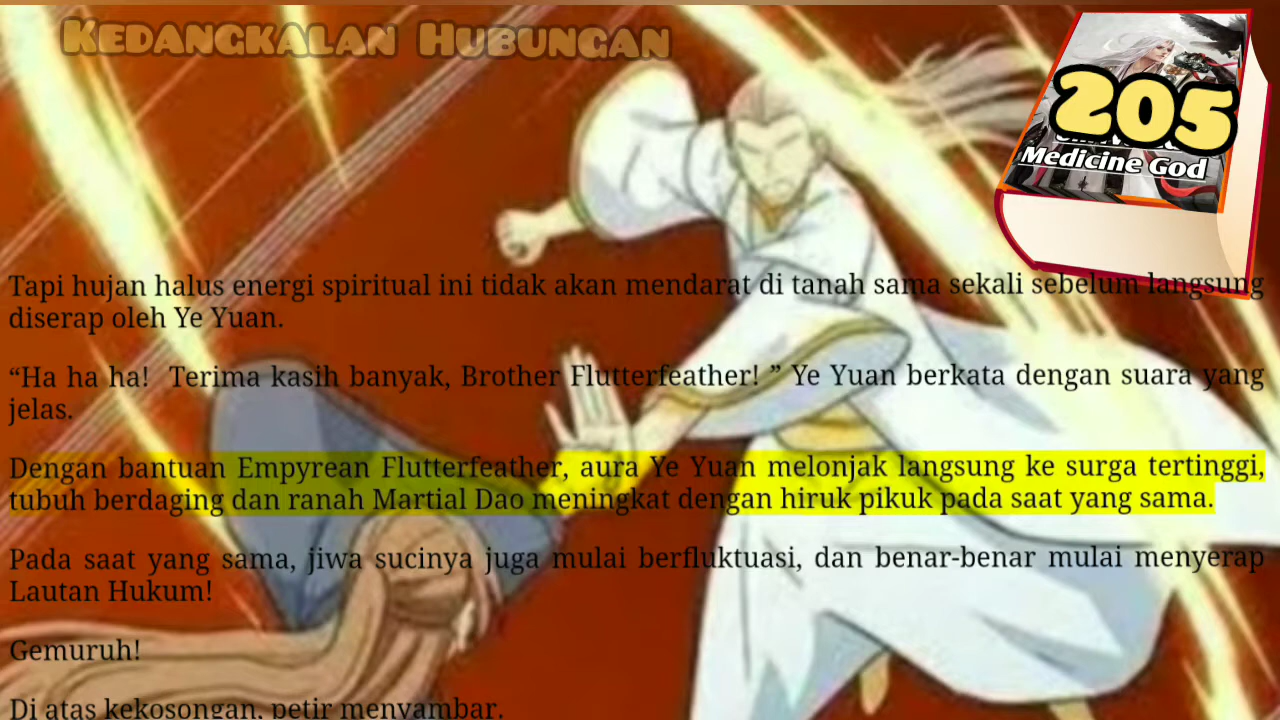 Kedangkalan Hubungan
205
Medicine God
Tapi hujan halus energi spiritual ini tidak akan mendarat di tanah sama sekali sebelum langsung
diserap oleh Ye Yuan.
“Ha ha ha!  Terima kasih banyak, Brother Flutterfeather! ” Ye Yuan berkata dengan suara yang
jelas.
Dengan bantuan Empyrean Flutterfeather, aura Ye Yuan melonjak langsung ke surga tertinggi,
tubuh berdaging dan ranah Martial Dao meningkat dengan hiruk pikuk pada saat yang sama.
Pada saat yang sama, jiwa sucinya juga mulai berfluktuasi, dan benar-benar mulai menyerap
Lautan Hukum!
Gemuruh!
Di atas kekosongan, petir menyambar.